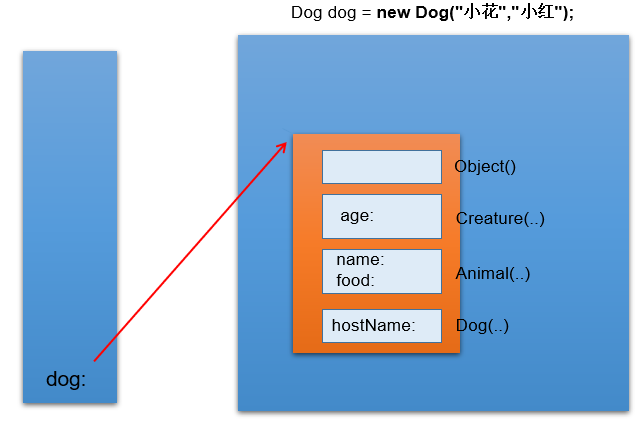 Dog dog = new Dog("小花","小红");
Object()
age:
Creature(..)
name:
food:
Animal(..)
hostName:
Dog(..)
dog: